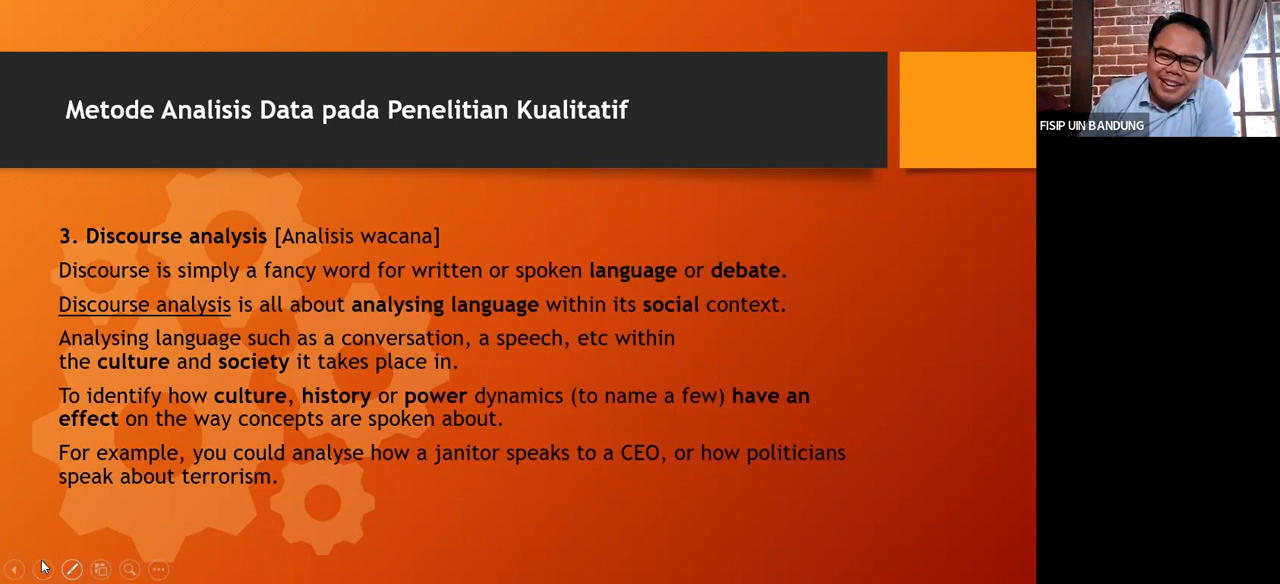 Metode Analisis Data pada Penelitian Kualitatif
FISIP UIN BANDUNG
3. Discourse analysis [Analisis wacana]
Discourse is simply a fancy word for written or spoken language or debate.
Discourse analysis is all about analysing language within its social context.
Analysing language such as a conversation, a speech, etc within
the culture and society it takes place in.
To identify how culture, history or power dynamics (to name a few) have an
effect on the way concepts are spoken about.
For example, you could analyse how a janitor speaks to a CEO, or how politicians
speak about terrorism.